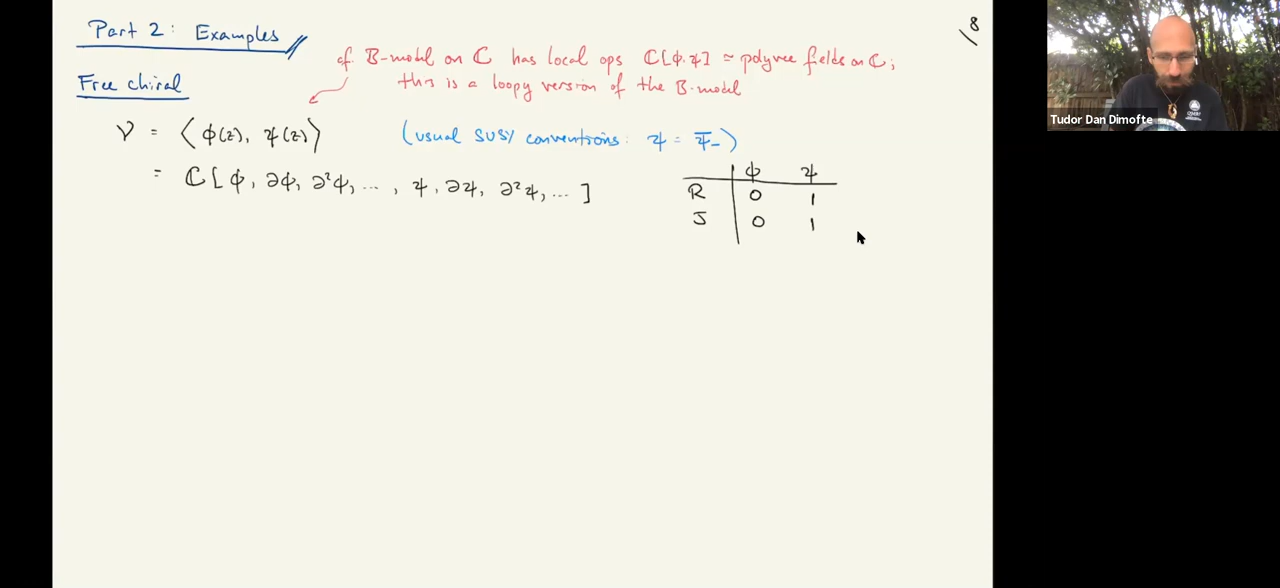 Part 2: Examples
8
cf. B-model on ℂ has local ops ℂ[ϕ,ψ] ≃ polyvec fields on ℂ;
this is a loopy version of the B-model
Free chiral
V = ⟨ϕ(z), ψ(z)⟩ (usual SUSY conventions: ψ = ψ̄₋)
= ℂ[ϕ, ∂ϕ, ∂²ϕ, ..., ψ, ∂ψ, ∂²ψ, ...]
ϕ ψ
R 0 1
J 0 1
Tudor Dan Dimofte